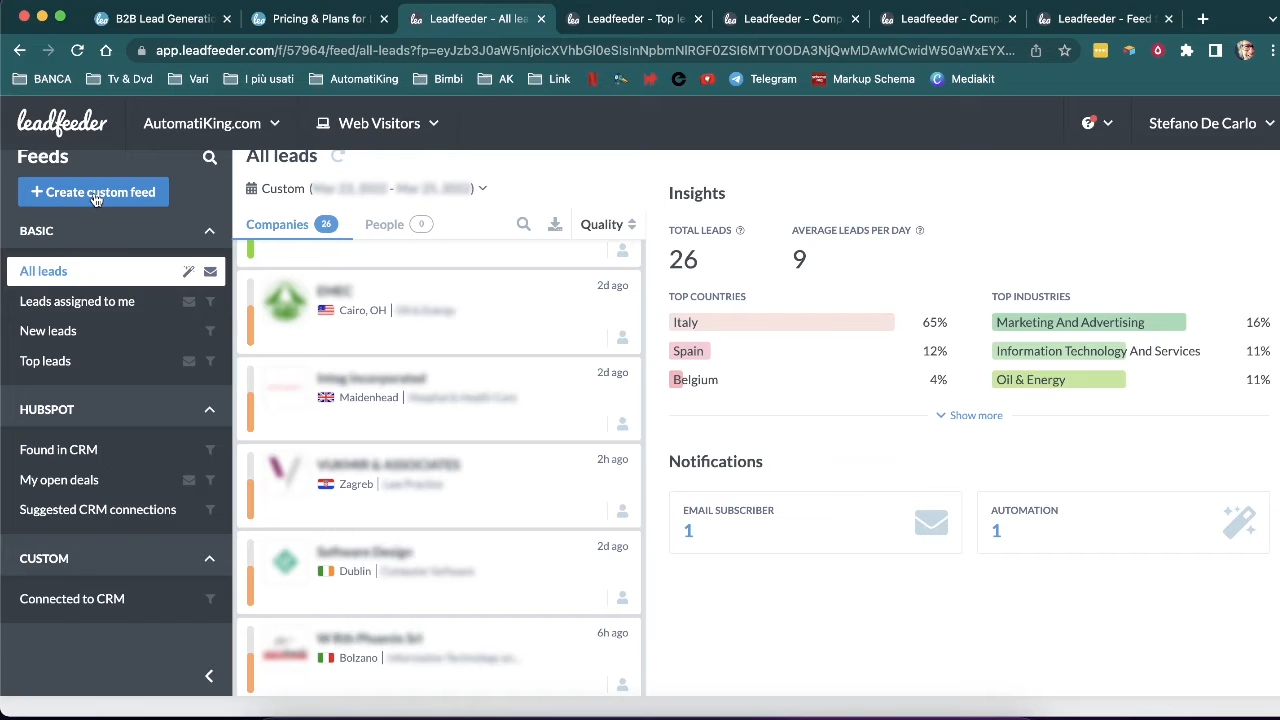 B2B Lead Generation
Pricing & Plans for
Leadfeeder - All lea
Leadfeeder - Top le
Leadfeeder - Comp
Leadfeeder - Comp
Leadfeeder - Feed
app.leadfeeder.com/f/57964/feed/all-leads?fp=
BANCA
Tv & Dvd
Vari
I più usati
AutomatiKing
Bimbi
AK
Link
Telegram
Markup Schema
Mediakit
leadfeeder
AutomatiKing.com
Web Visitors
Stefano De Carlo
Feeds
+ Create custom feed
BASIC
All leads
Leads assigned to me
New leads
Top leads
HUBSPOT
Found in CRM
My open deals
Suggested CRM connections
CUSTOM
Connected to CRM
All leads
Custom (
-
)
Companies 26
People 0
Quality
2d ago
Cairo, OH
2d ago
Maidenhead
2h ago
Zagreb
2d ago
Dublin
6h ago
Bolzano
Insights
TOTAL LEADS
26
AVERAGE LEADS PER DAY
9
TOP COUNTRIES
Italy 65%
Spain 12%
Belgium 4%
TOP INDUSTRIES
Marketing And Advertising 16%
Information Technology And Services 11%
Oil & Energy 11%
Show more
Notifications
EMAIL SUBSCRIBER
1
AUTOMATION
1